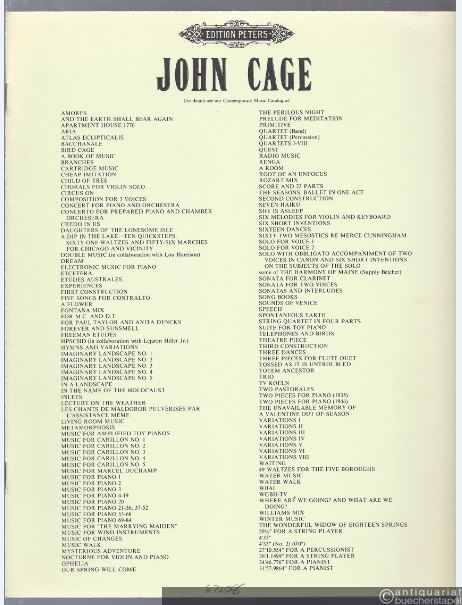 EDITION PETERS
JOHN CAGE
(for details see our Contemporary Music Catalogue)
AMORES
AND THE EARTH SHALL BEAR AGAIN
APARTMENT HOUSE 1776
ARIA
ATLAS ECLIPTICALIS
BACCHANALE
BIRD CAGE
A BOOK OF MUSIC
BRANCHES
CARTRIDGE MUSIC
CHEAP IMITATION
CHILD OF TREE
CHORALS FOR VIOLIN SOLO
CIRCUS ON
COMPOSITION FOR 3 VOICES
CONCERT FOR PIANO AND ORCHESTRA
CONCERTO FOR PREPARED PIANO AND CHAMBER
ORCHESTRA
CREDO IN US
DAUGHTERS OF THE LONESOME ISLE
A DIP IN THE LAKE—TEN QUICKSTEPS,
SIXTY-ONE WALTZES AND FIFTY-SIX MARCHES
FOR CHICAGO AND VICINITY
DOUBLE MUSIC (in collaboration with Lou Harrison)
DREAM
ELECTRONIC MUSIC FOR PIANO
ETCETERA
ETUDES AUSTRALES
EXPERIENCES
FIRST CONSTRUCTION
FIVE SONGS FOR CONTRALTO
A FLOWER
FONTANA MIX
FOR M.C. AND D.T.
FOR PAUL TAYLOR AND ANITA DENCKS
FOREVER AND SUNSMELL
FREEMAN ETUDES
HPSCHD (in collaboration with Lejaren Hiller Jr.)
HYMNS AND VARIATIONS
IMAGINARY LANDSCAPE NO. 1
IMAGINARY LANDSCAPE NO. 2
IMAGINARY LANDSCAPE NO. 3
IMAGINARY LANDSCAPE NO. 4
IMAGINARY LANDSCAPE NO. 5
IN A LANDSCAPE
IN THE NAME OF THE HOLOCAUST
INLETS
LECTURE ON THE WEATHER
LES CHANTS DE MALDOROR PULVERISES PAR
L'ASSISTANCE MÊME
LIVING ROOM MUSIC
METAMORPHOSIS
MUSIC FOR AMPLIFIED TOY PIANOS
MUSIC FOR CARILLON NO. 1
MUSIC FOR CARILLON NO. 2
MUSIC FOR CARILLON NO. 3
MUSIC FOR CARILLON NO. 4
MUSIC FOR CARILLON NO. 5
MUSIC FOR MARCEL DUCHAMP
MUSIC FOR PIANO 1
MUSIC FOR PIANO 2
MUSIC FOR PIANO 3
MUSIC FOR PIANO 4-19
MUSIC FOR PIANO 20
MUSIC FOR PIANO 21-36; 37-52
MUSIC FOR PIANO 53-68
MUSIC FOR PIANO 69-84
MUSIC FOR "THE MARRYING MAIDEN"
MUSIC FOR WIND INSTRUMENTS
MUSIC OF CHANGES
MUSIC WALK
MYSTERIOUS ADVENTURE
NOCTURNE FOR VIOLIN AND PIANO
OPHELIA
OUR SPRING WILL COME
THE PERILOUS NIGHT
PRELUDE FOR MEDITATION
PRIMITIVE
QUARTET (Band)
QUARTET (Percussion)
QUARTETS I-VIII
QUEST
RADIO MUSIC
RENGA
A ROOM
ROOT OF AN UNFOCUS
ROZART MIX
SCORE AND 23 PARTS
THE SEASONS, BALLET IN ONE ACT
SECOND CONSTRUCTION
SEVEN HAIKU
SHE IS ASLEEP
SIX MELODIES FOR VIOLIN AND KEYBOARD
SIX SHORT INVENTIONS
SIXTEEN DANCES
SIXTY-TWO MESOSTICS RE MERCE CUNNINGHAM
SOLO FOR VOICE 1
SOLO FOR VOICE 2
SOLO WITH OBBLIGATO ACCOMPANIMENT OF TWO
VOICES IN CANON AND SIX SHORT INVENTIONS
ON THE SUBJECTS OF THE SOLO
some of THE HARMONY OF MAINE (Supply Belcher)
SONATA FOR CLARINET
SONATA FOR TWO VOICES
SONATAS AND INTERLUDES
SONG BOOKS
SOUNDS OF VENICE
SPEECH
SPONTANEOUS EARTH
STRING QUARTET IN FOUR PARTS
SUITE FOR TOY PIANO
TELEPHONES AND BIRDS
THEATRE PIECE
THIRD CONSTRUCTION
THREE DANCES
THREE PIECES FOR FLUTE DUET
TOSSED AS IT IS UNTROUBLED
TOTEM ANCESTOR
TRIO
TV KOELN
TWO PASTORALES
TWO PIECES FOR PIANO (1935)
TWO PIECES FOR PIANO (1946)
THE UNAVAILABLE MEMORY OF
A VALENTINE OUT OF SEASON
VARIATIONS I
VARIATIONS II
VARIATIONS III
VARIATIONS IV
VARIATIONS V
VARIATIONS VI
VARIATIONS VIII
WAITING
49 WALTZES FOR THE FIVE BOROUGHS
WATER MUSIC
WATER WALK
WBAI
WGBH-TV
WHERE ARE WE GOING? AND WHAT ARE WE
DOING?
WILLIAMS MIX
WINTER MUSIC
THE WONDERFUL WIDOW OF EIGHTEEN SPRINGS
59½" FOR A STRING PLAYER
4'33"
4'33" (No. 2) (0'0")
27'10.554" FOR A PERCUSSIONIST
26'1.1499" FOR A STRING PLAYER
34'46.776" FOR A PIANIST
31'57.9864" FOR A PIANIST
antiquariat
buecherstapel